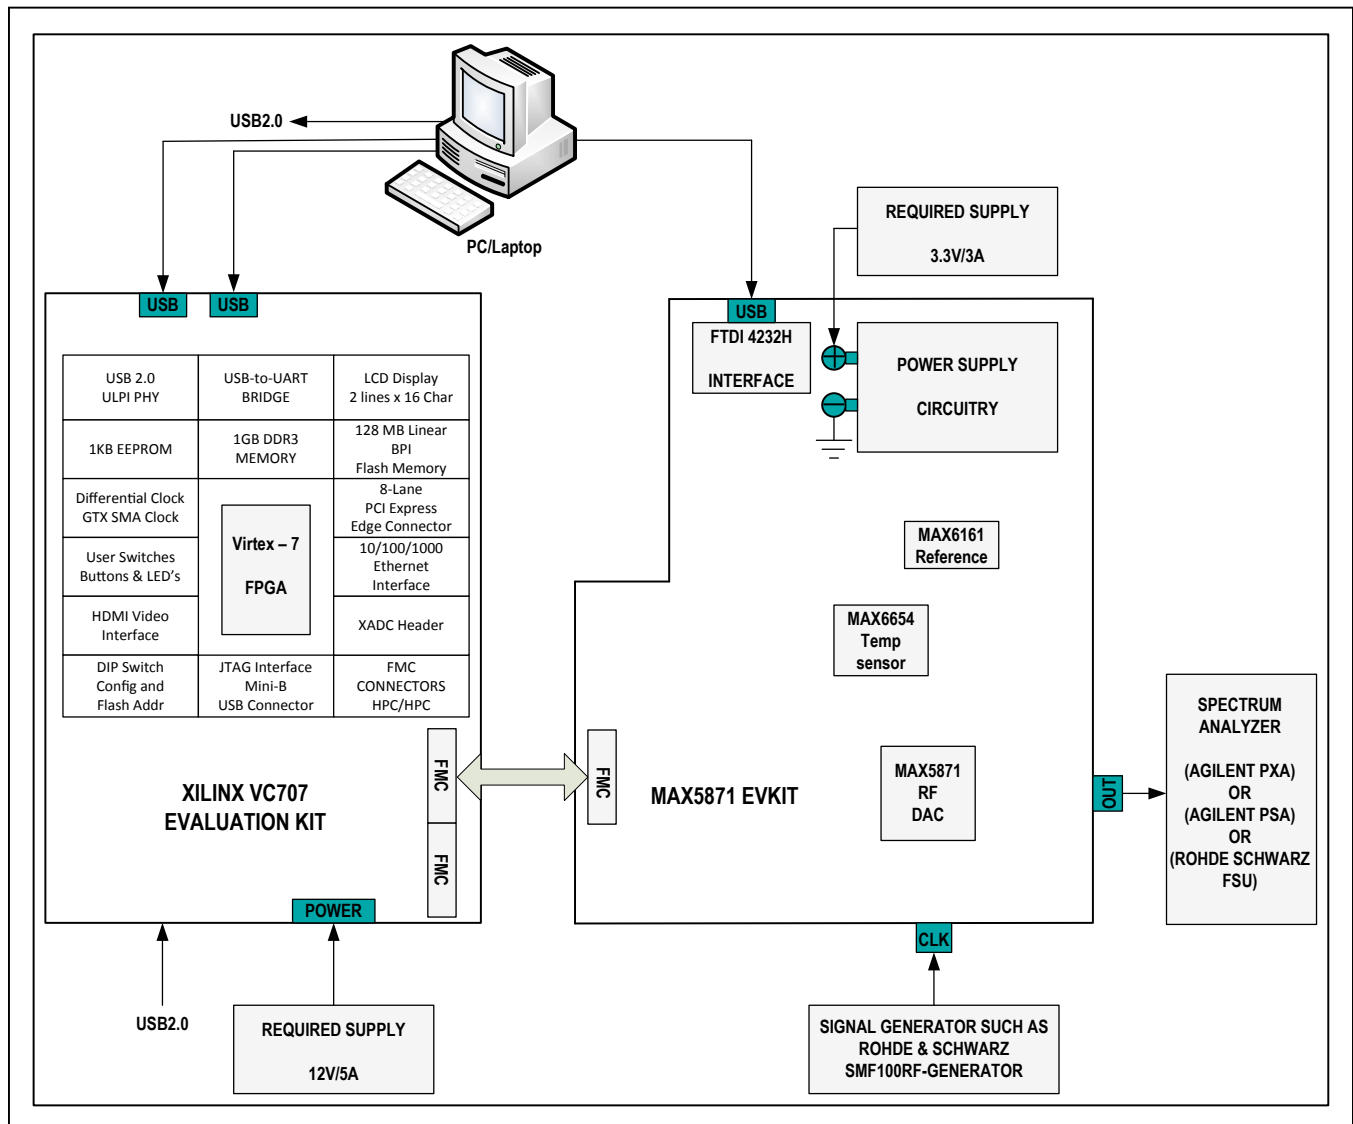 USB2.0
PC/Laptop
REQUIRED SUPPLY
3.3V/3A
USB
USB
USB
FTDI 4232H
INTERFACE
POWER SUPPLY
CIRCUITRY
USB 2.0
ULPI PHY
USB-to-UART
BRIDGE
LCD Display
2 lines x 16 Char
1KB EEPROM
1GB DDR3
MEMORY
128 MB Linear
BPI
Flash Memory
Differential Clock
GTX SMA Clock
8-Lane
PCI Express
Edge Connector
Virtex – 7
FPGA
User Switches
Buttons & LED's
10/100/1000
Ethernet
Interface
HDMI Video
Interface
XADC Header
DIP Switch
Config and
Flash Addr
JTAG Interface
Mini-B
USB Connector
FMC
CONNECTORS
HPC/HPC
MAX6161
Reference
MAX6654
Temp
sensor
XILINX VC707
EVALUATION KIT
FMC
FMC
FMC
MAX5871 EVKIT
MAX5871
RF
DAC
OUT
SPECTRUM
ANALYZER
(AGILENT PXA)
OR
(AGILENT PSA)
OR
(ROHDE SCHWARZ
FSU)
POWER
CLK
USB2.0
REQUIRED SUPPLY
12V/5A
SIGNAL GENERATOR SUCH AS
ROHDE & SCHWARZ
SMF100RF-GENERATOR